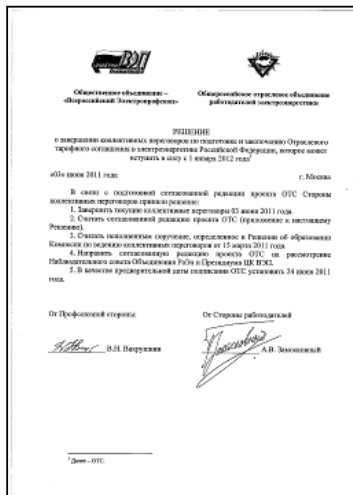 ВЭП
Общественное объединение –
«Всероссийский Электропрофсоюз»
Общероссийское отраслевое объединение
работодателей электроэнергетики
РЕШЕНИЕ
о завершении коллективных переговоров по подготовке и заключению Отраслевого
тарифного соглашения в электроэнергетике Российской Федерации, которое может
вступить в силу с 1 января 2012 года¹
«03» июня 2011 года
г. Москва
В связи с подготовкой согласованной редакции проекта ОТС Стороны
коллективных переговоров приняли решение:
1. Завершить текущие коллективные переговоры 03 июня 2011 года.
2. Считать согласованной редакцию проекта ОТС (приложение к настоящему
Решению).
3. Считать выполненным поручение, определенное в Решении об образовании
Комиссии по ведению коллективных переговоров от 15 марта 2011 года.
4. Направить согласованную редакцию проекта ОТС на рассмотрение
Наблюдательного совета Объединения РаЭл и Президиума ЦК ВЭП.
5. В качестве предварительной даты подписания ОТС установить 24 июня 2011
года.
От Профсоюзной стороны:
От Стороны работодателей
В.Н. Вахрушкин
А.В. Замосковный
¹ Далее – ОТС.